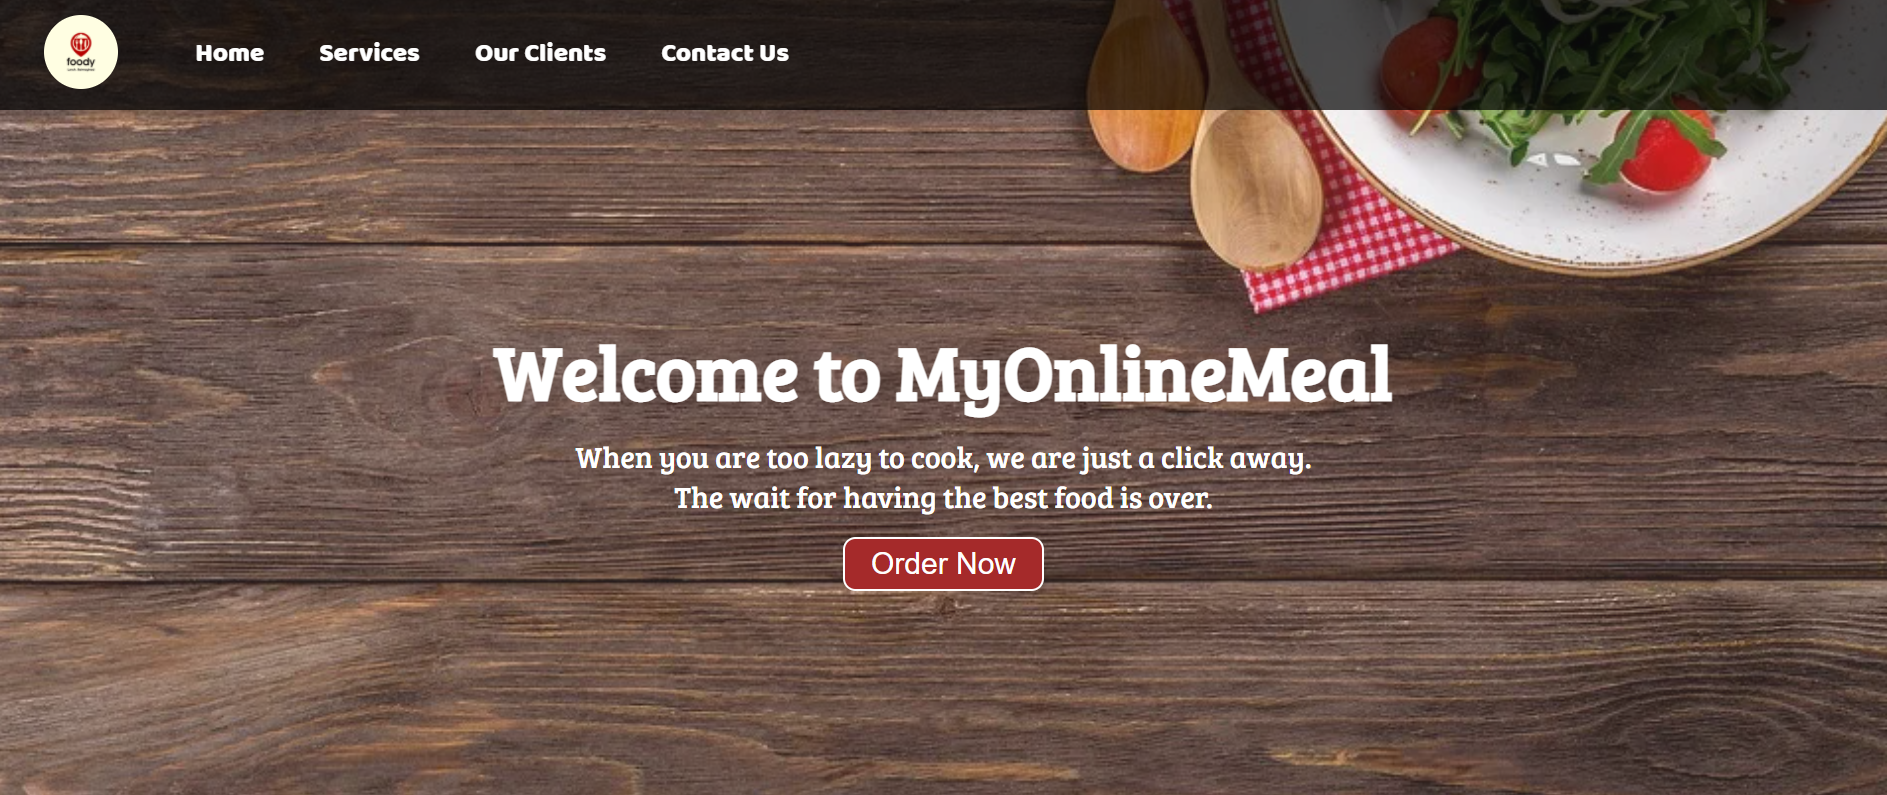 foody
Home
Services
Our Clients
Contact Us
Welcome to MyOnlineMeal
When you are too lazy to cook, we are just a click away.
The wait for having the best food is over.
Order Now